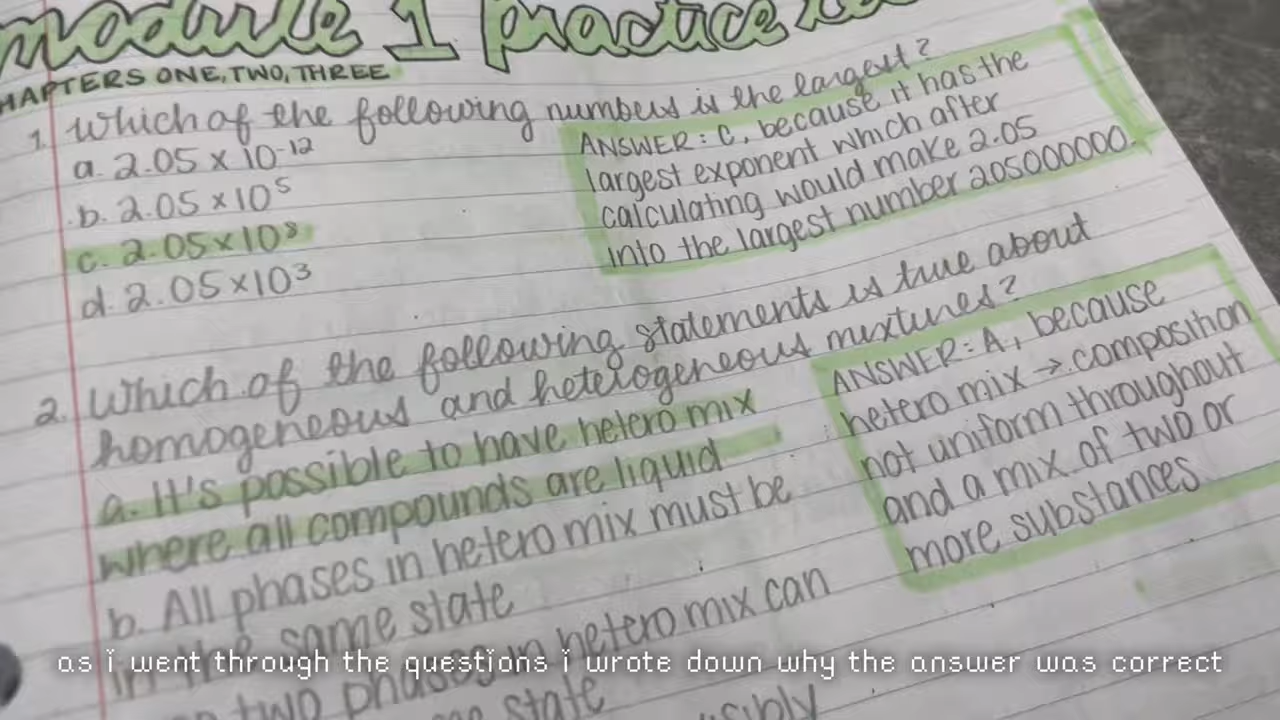 module 1 practice
CHAPTERS ONE, TWO, THREE
1. Which of the following numbers is the largest?
a. 2.05 x 10-12
b. 2.05 x 10⁵
c. 2.05 x 10⁸
d. 2.05 x 10³
ANSWER: C, because it has the
largest exponent which after
calculating would make 2.05
into the largest number 205000000.
2. Which of the following statements is true about
homogeneous and heterogeneous mixtures?
a. It's possible to have hetero mix
where all compounds are liquid
b. All phases in hetero mix must be
in the same state
two phases in hetero mix can
same state
ANSWER: A, because
hetero mix → composition
not uniform throughout
and a mix of two or
more substances
as i went through the questions i wrote down why the answer was correct